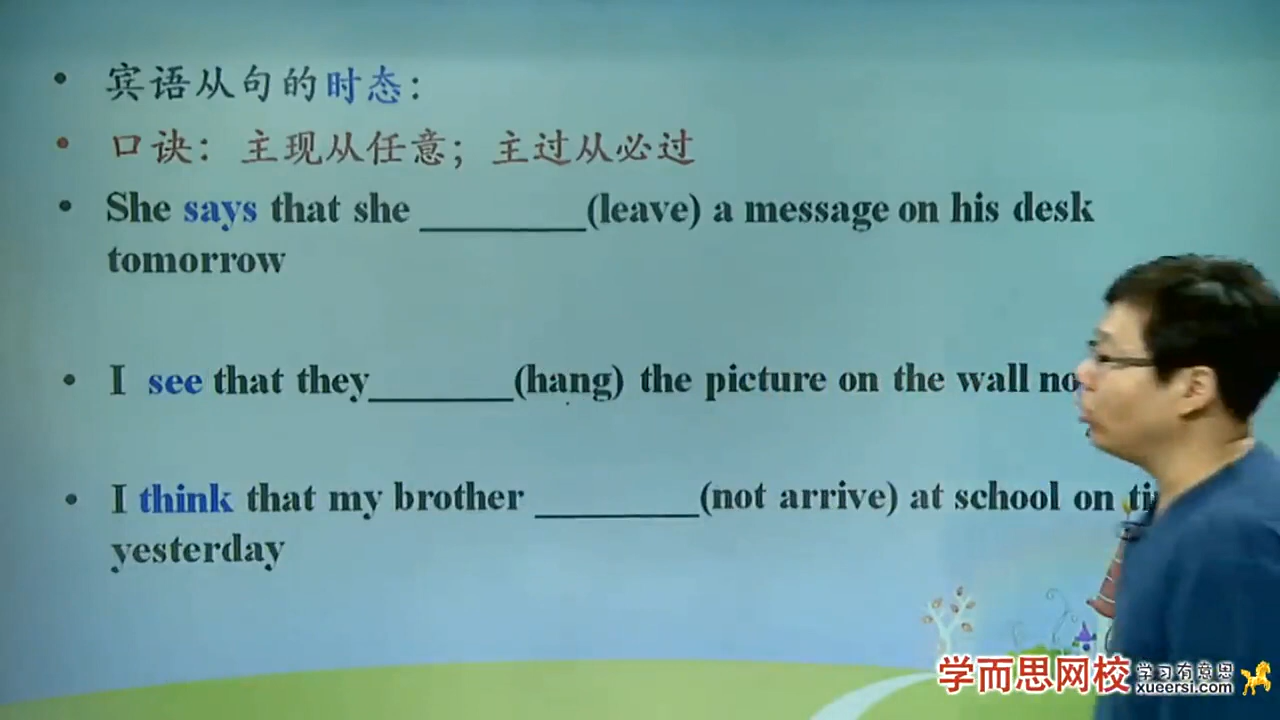 宾语从句的时态：
口诀：主现从任意；主过从必过
She says that she ________(leave) a message on his desk
tomorrow
I see that they_______(hang) the picture on the wall
I think that my brother ________(not arrive) at school on
yesterday
学而思网校
学习有意思
xueersi.com